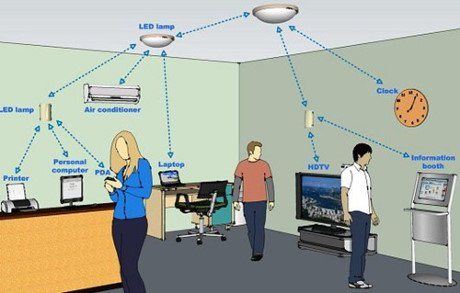 LED lamp
Clock
LED lamp
Air conditioner
Printer
Personal
computer
PDA
Laptop
HDTV
Information
booth